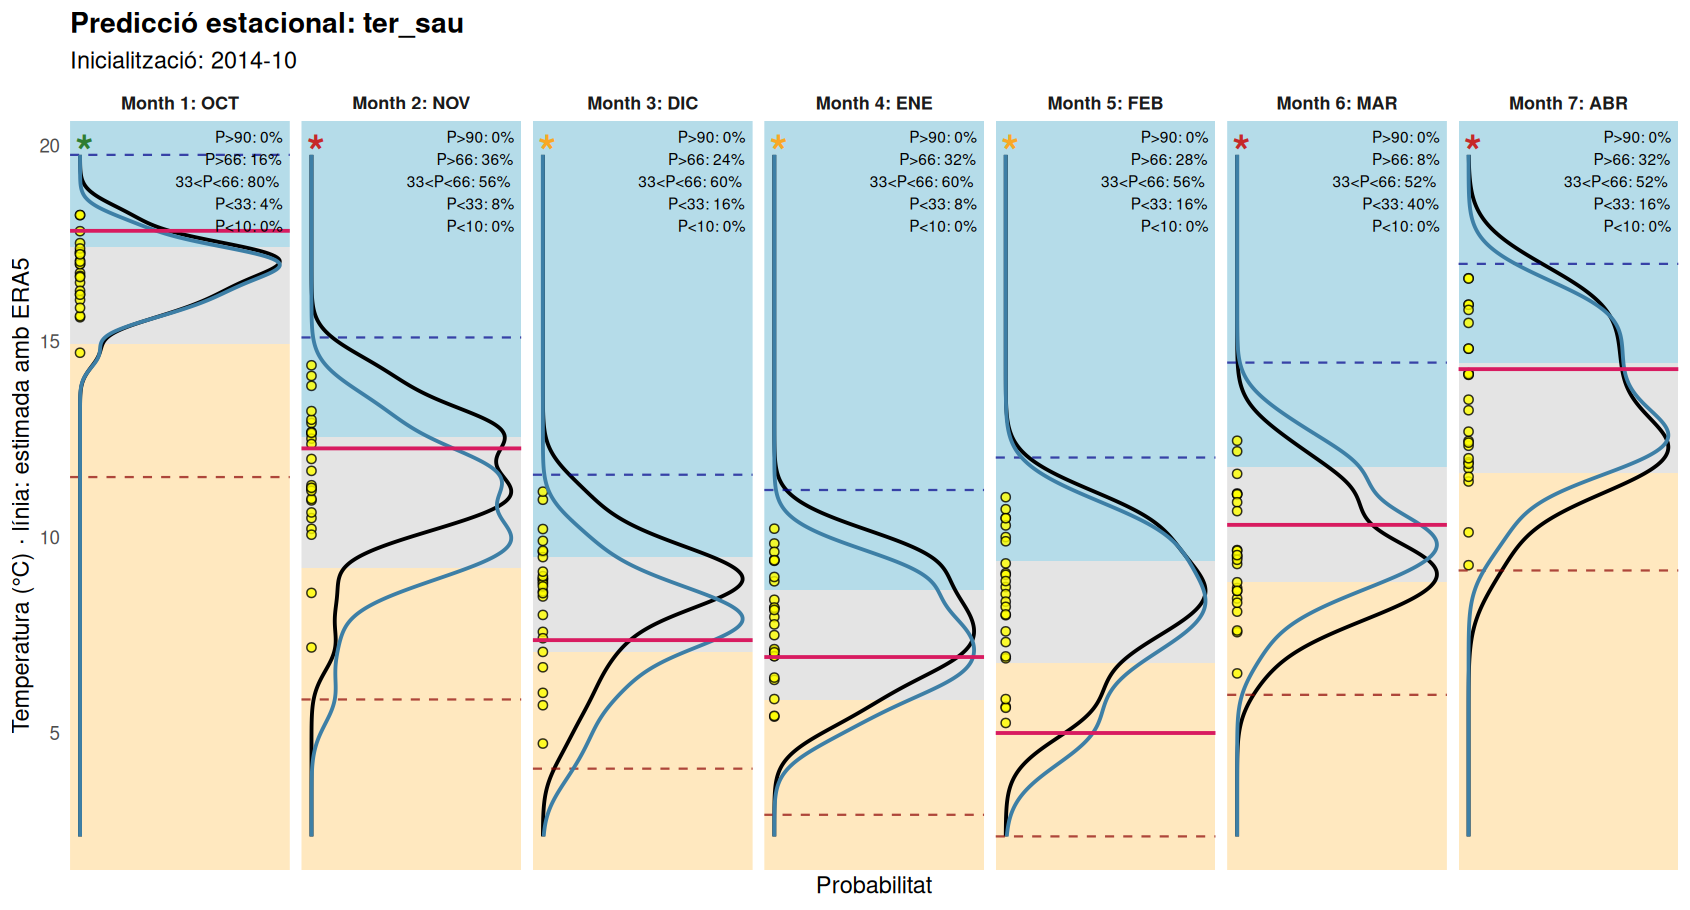 Predicció estacional: ter_sau
Inicialització: 2014-10
Month 1: OCT
Month 2: NOV
Month 3: DIC
Month 4: ENE
Month 5: FEB
Month 6: MAR
Month 7: ABR
P>90: 0%
P>66: 16%
33<P<66: 80%
P<33: 4%
P<10: 0%
P>90: 0%
P>66: 36%
33<P<66: 56%
P<33: 8%
P<10: 0%
P>90: 0%
P>66: 24%
33<P<66: 60%
P<33: 16%
P<10: 0%
P>90: 0%
P>66: 32%
33<P<66: 60%
P<33: 8%
P<10: 0%
P>90: 0%
P>66: 28%
33<P<66: 56%
P<33: 16%
P<10: 0%
P>90: 0%
P>66: 8%
33<P<66: 52%
P<33: 40%
P<10: 0%
P>90: 0%
P>66: 32%
33<P<66: 52%
P<33: 16%
P<10: 0%
20
15
10
5
Temperatura (°C) · línia: estimada amb ERA5
Probabilitat